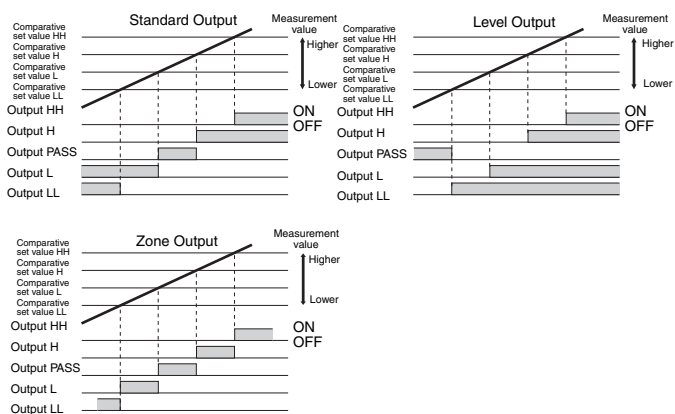 Standard Output
Measurement
value
Comparative
set value HH
Comparative
set value H
Comparative
set value L
Comparative
set value LL
Higher
Lower
Output HH
Output H
Output PASS
Output L
Output LL
ON
OFF
Level Output
Measurement
value
Comparative
set value HH
Comparative
set value H
Comparative
set value L
Comparative
set value LL
Higher
Lower
Output HH
Output H
Output PASS
Output L
Output LL
ON
OFF
Zone Output
Measurement
value
Comparative
set value HH
Comparative
set value H
Comparative
set value L
Comparative
set value LL
Higher
Lower
Output HH
Output H
Output PASS
Output L
Output LL
ON
OFF